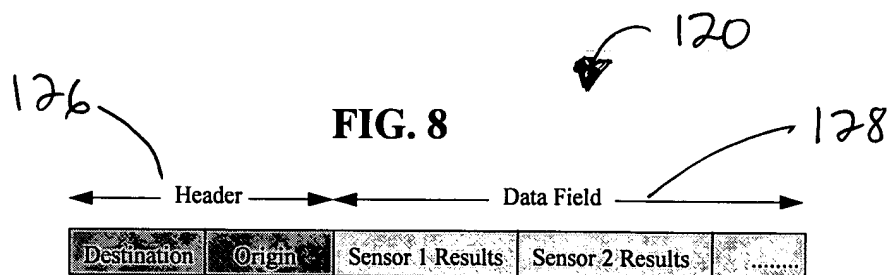 120
126
FIG. 8
128
Header Data Field
Destination Origin Sensor 1 Results Sensor 2 Results ........